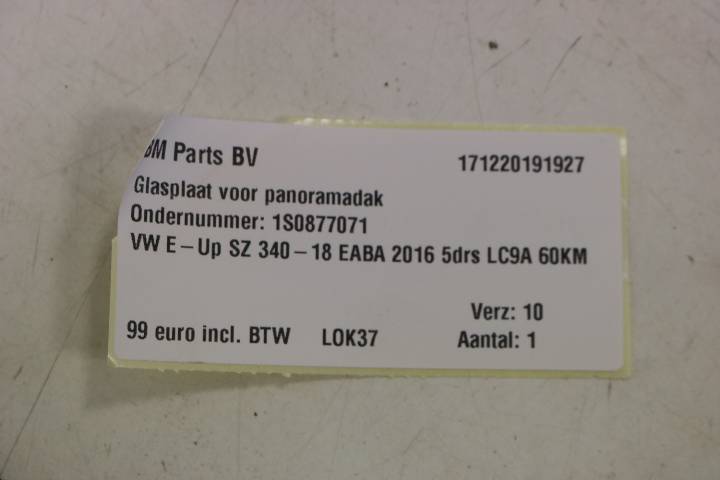 BM Parts BV 171220191927
Glasplaat voor panoramadak
Ondernummer: 1S0877071
VW E-Up SZ 340-18 EABA 2016 5drs LC9A 60KM
Verz: 10
99 euro incl. BTW LOK37 Aantal: 1